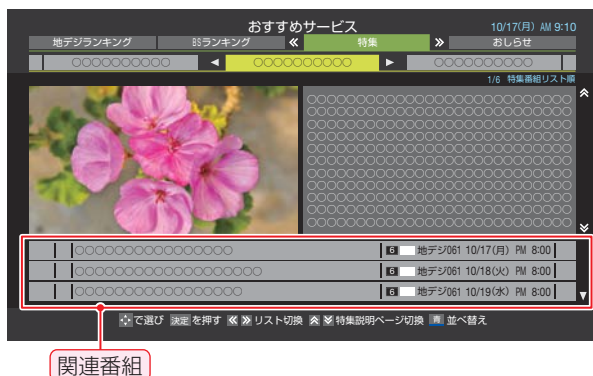 おすすめサービス 10/17(月) AM 9:10
地デジランキング BSランキング « 特集 » おしらせ
○○○○○○○○○○ ◀ ○○○○○○○○○○ ▶ ○○○○○○○○○○
1/6 特集番組リスト順
○○○○○○○○○○○○○○○○○○○○○○
○○○○○○○○○○○○○○○○○○○○○○
○○○○○○○○○○○○○○○○○○○○○○
○○○○○○○○○○○○○○○○○○○○○○
○○○○○○○○○○○○○○○○○○○○○○
○○○○○○○○○○○○○○○○○○○○○○
○○○○○○○○○○○○○○○○○○○○○○
○○○○○○○○○○○○○○○○○○○○○○
○○○○○○○○○○○○○○○○○○○○○○
○○○○○○○○○○○○○○○○○○○○○○
○○○○○○○○○○○○○○○○○○○○○○
○○○○○○○○○○○○○○○○ 6 地デジ061 10/17(月) PM 8:00
○○○○○○○○○○○○○○○○○○○ 6 地デジ061 10/18(火) PM 8:00
○○○○○○○○○○○○○○○○○ 6 地デジ061 10/19(水) PM 8:00
で選び 決定 を押す « » リスト切換 特集説明ページ切換 青 並べ替え
関連番組